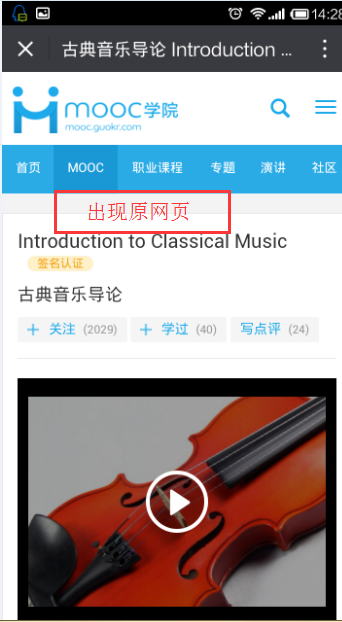 14:28
古典音乐导论 Introduction ...
mooc学院
mooc.guokr.com
首页 MOOC 职业课程 专题 演讲 社区
出现原网页
Introduction to Classical Music
签名认证
古典音乐导论
+ 关注 (2029) + 学过 (40) 写点评 (24)